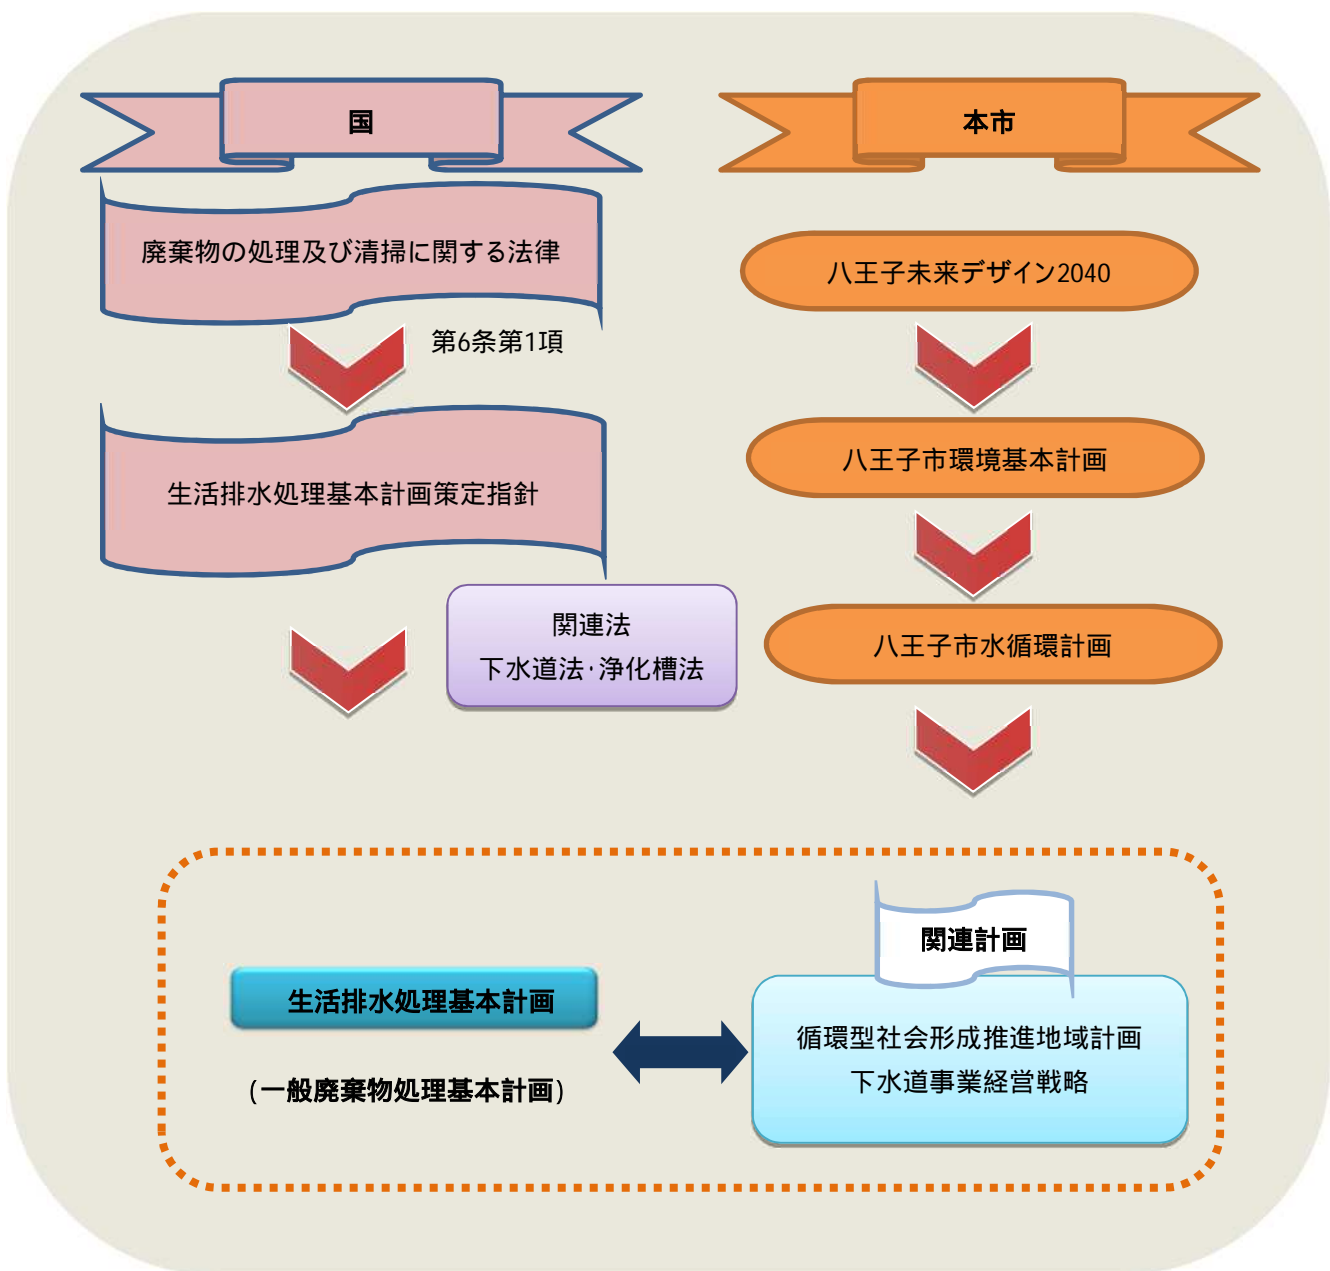 国
廃棄物の処理及び清掃に関する法律
第6条第1項
生活排水処理基本計画策定指針
関連法
下水道法・浄化槽法
本市
八王子未来デザイン2040
八王子市環境基本計画
八王子市水循環計画
生活排水処理基本計画
(一般廃棄物処理基本計画)
関連計画
循環型社会形成推進地域計画
下水道事業経営戦略